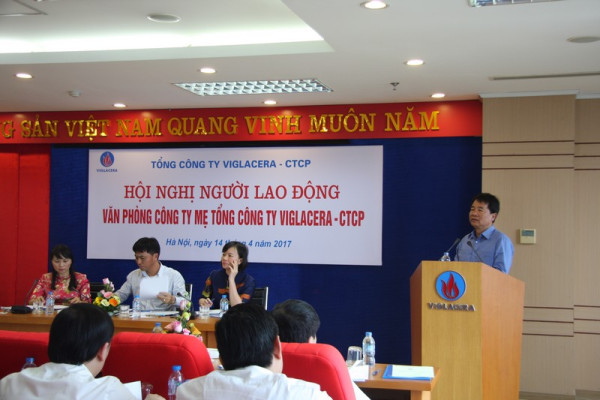 NG SẢN VIỆT NAM QUANG VINH MUÔN NĂM
VIGLACERA
TỔNG CÔNG TY VIGLACERA - CTCP
HỘI NGHỊ NGƯỜI LAO ĐỘNG
VĂN PHÒNG CÔNG TY MẸ TỔNG CÔNG TY VIGLACERA - CTCP
Hà Nội, ngày 14 tháng 4 năm 2017
VIGLACERA